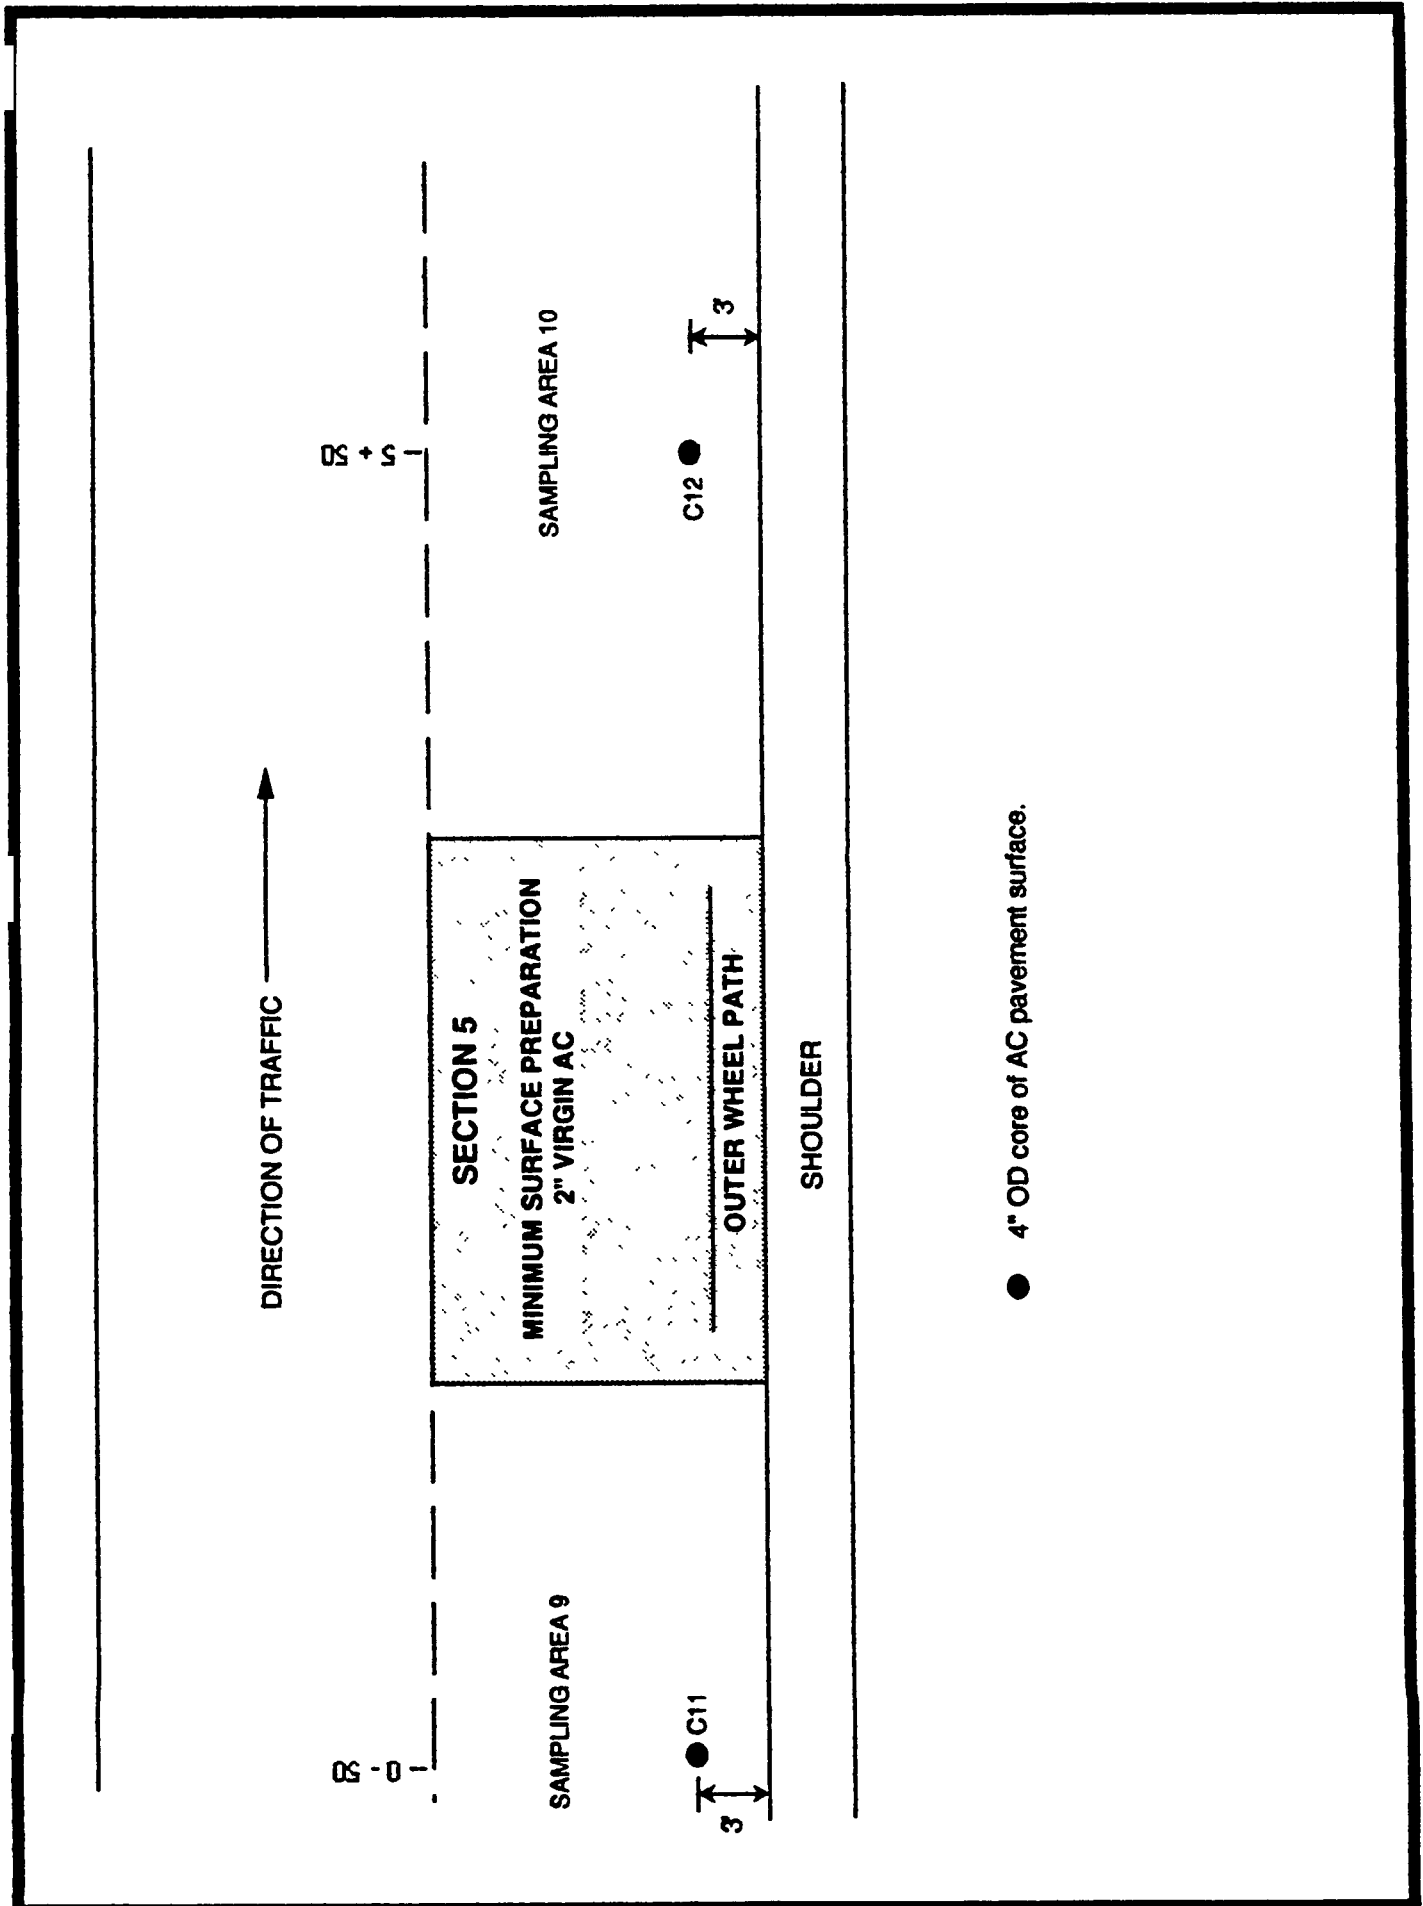 DIRECTION OF TRAFFIC
0 - 50
5 + 50
SECTION 5
MINIMUM SURFACE PREPARATION
2" VIRGIN AC
SAMPLING AREA 9
SAMPLING AREA 10
C11
C12
3'
3'
OUTER WHEEL PATH
SHOULDER
4" OD core of AC pavement surface.